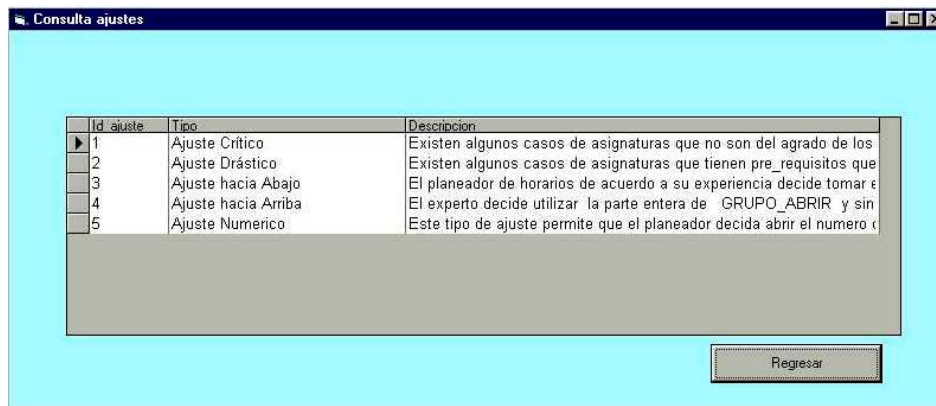 Consulta ajustes
Id_ajuste Tipo Descripcion
1 Ajuste Crítico Existen algunos casos de asignaturas que no son del agrado de los
2 Ajuste Drástico Existen algunos casos de asignaturas que tienen pre_requisitos que
3 Ajuste hacia Abajo El planeador de horarios de acuerdo a su experiencia decide tomar
4 Ajuste hacia Arriba El experto decide utilizar la parte entera de GRUPO_ABRIR y sin
5 Ajuste Numerico Este tipo de ajuste permite que el planeador decida abrir el numero
Regresar